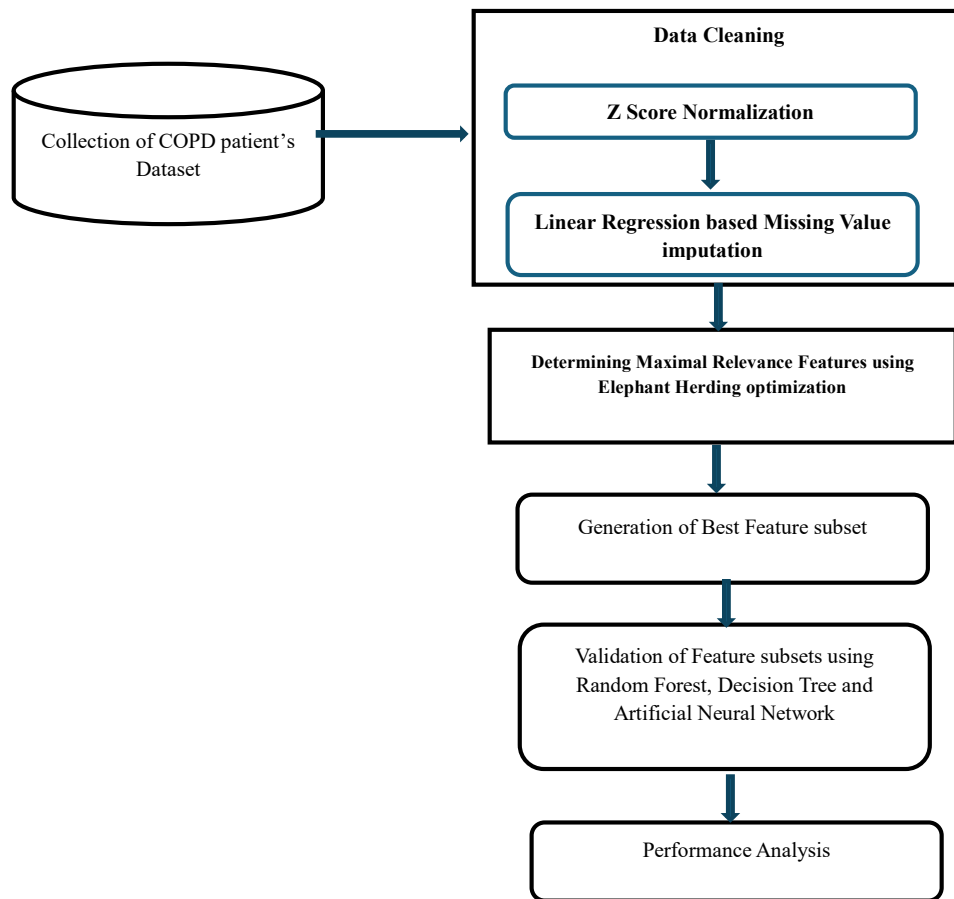 Data Cleaning
Z Score Normalization
Collection of COPD patient’s
Dataset
Linear Regression based Missing Value
imputation
Determining Maximal Relevance Features using
Elephant Herding optimization
Generation of Best Feature subset
Validation of Feature subsets using
Random Forest, Decision Tree and
Artificial Neural Network
Performance Analysis